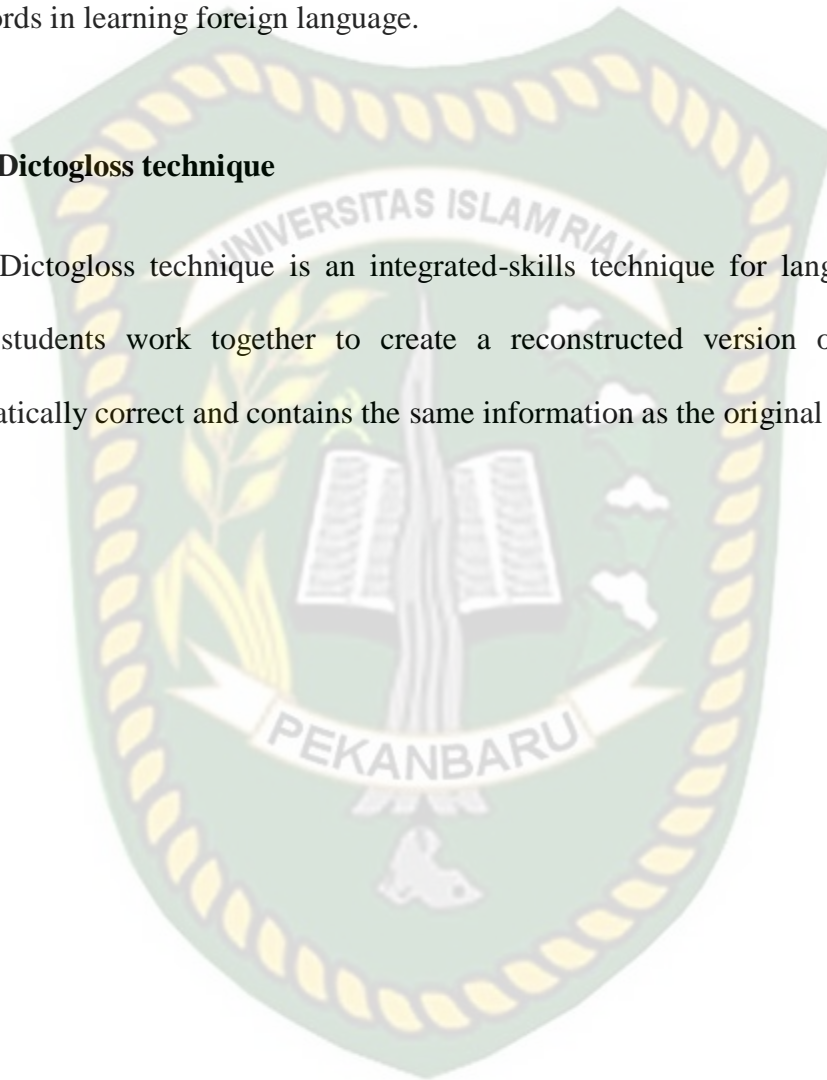 ords in learning foreign language.
Dictogloss technique
UNIVERSITAS ISLAM RIAU
Dictogloss technique is an integrated-skills technique for lang
students work together to create a reconstructed version o
atically correct and contains the same information as the original
PEKANBARU